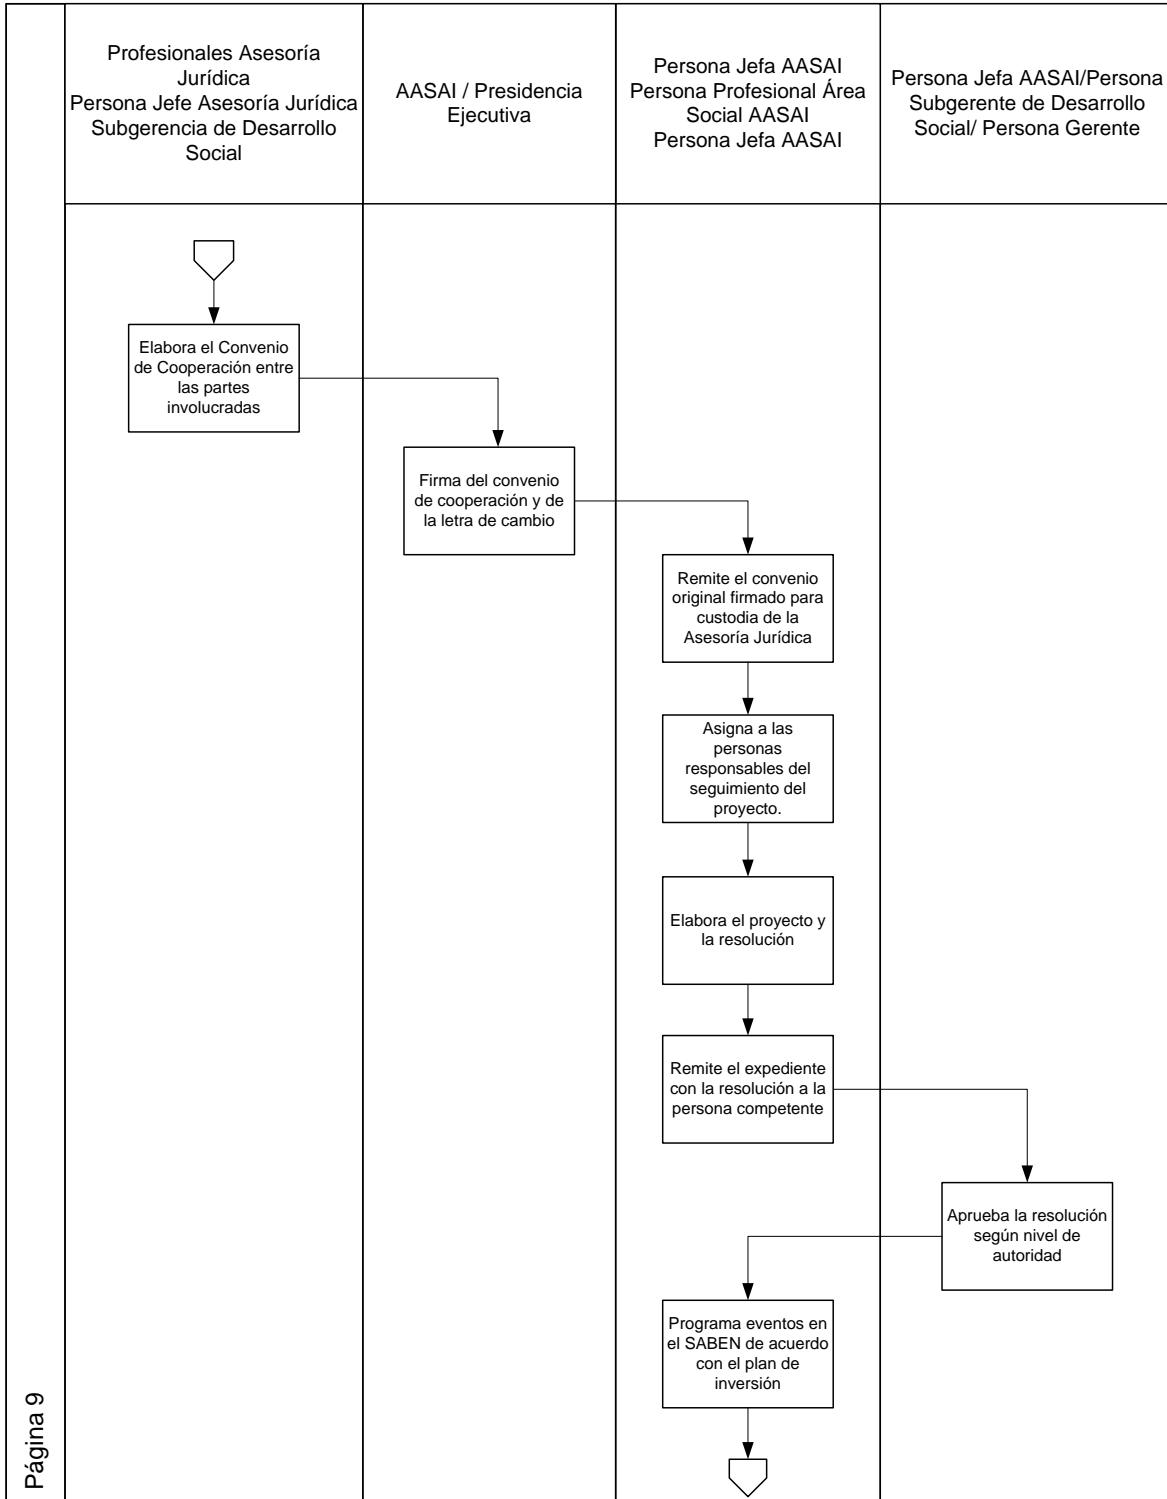 Profesionales Asesoría
Jurídica
Persona Jefe Asesoría Jurídica
Subgerencia de Desarrollo
Social
AASAI / Presidencia
Ejecutiva
Persona Jefa AASAI
Persona Profesional Área
Social AASAI
Persona Jefa AASAI
Persona Jefa AASAI/Persona
Subgerente de Desarrollo
Social/ Persona Gerente
Elabora el Convenio
de Cooperación entre
las partes
involucradas
Firma del convenio
de cooperación y de
la letra de cambio
Remite el convenio
original firmado para
custodia de la
Asesoría Jurídica
Asigna a las
personas
responsables del
seguimiento del
proyecto.
Elabora el proyecto y
la resolución
Remite el expediente
con la resolución a la
persona competente
Aprueba la resolución
según nivel de
autoridad
Programa eventos en
el SABEN de acuerdo
con el plan de
inversión
Página 9